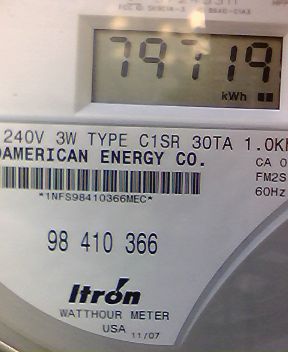 79719
kWh
240V 3W TYPE C1SR 30TA 1.0K
AMERICAN ENERGY CO.
CA 0
FM2S
60Hz
*1NFS98410366MEC*
98 410 366
Itron
WATTHOUR METER
USA 11/07